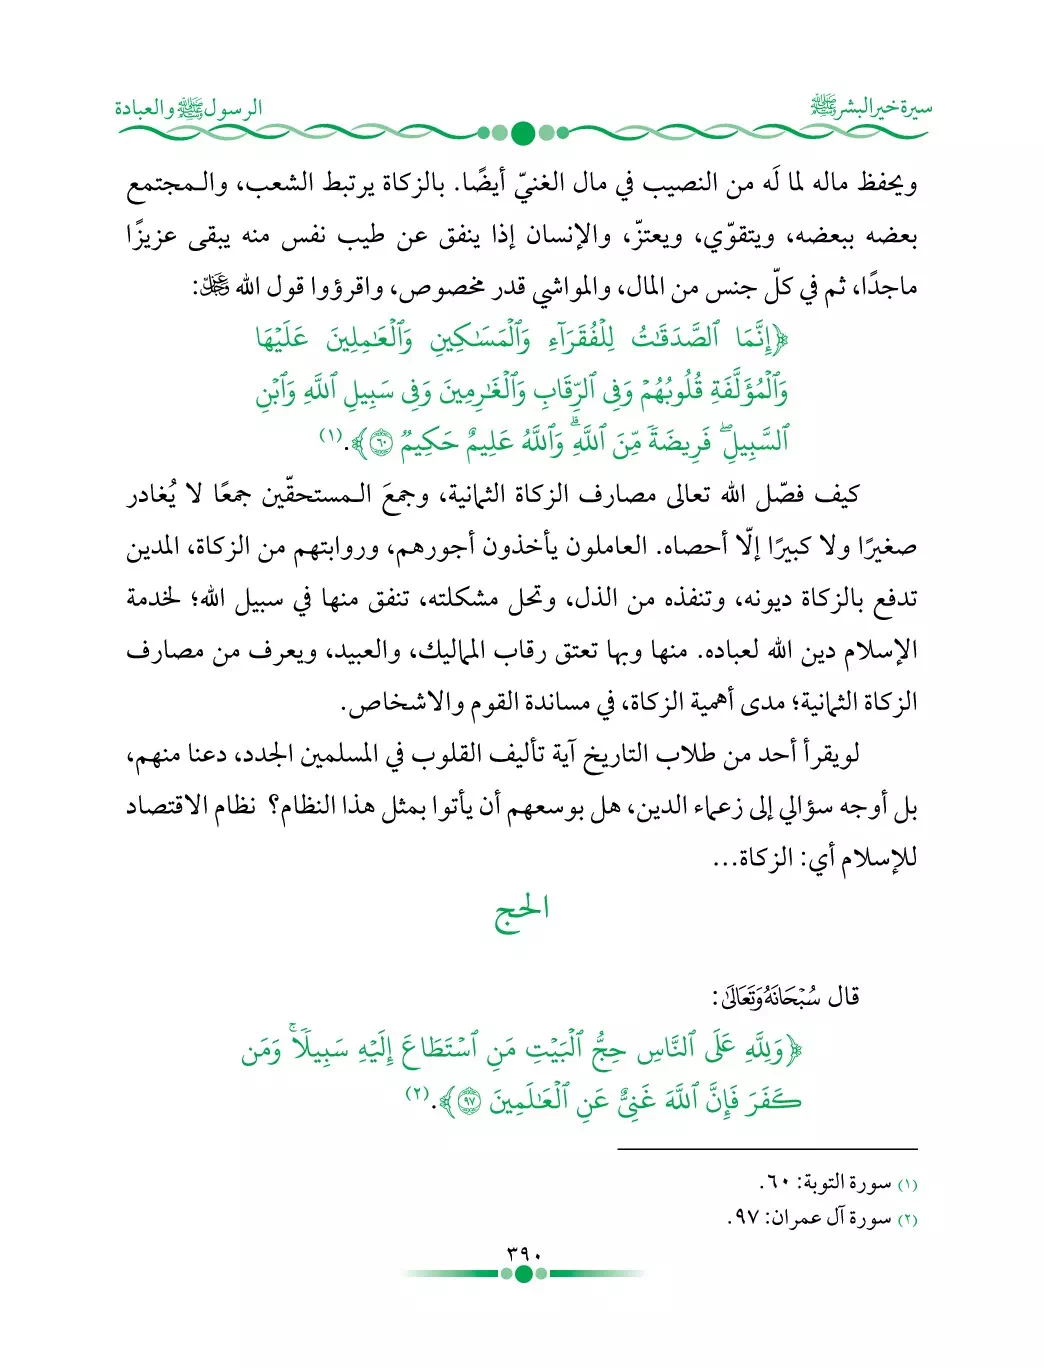 سيرة خير البشر ﷺ
الرسول ﷺ والعبادة
ويحفظ ماله لما لَه من النصيب في مال الغنيّ أيضًا. بالزكاة يرتبط الشعب، والـمجتمع
بعضه ببعضه، ويتقوّي، ويعتزّ، والإنسان إذا ينفق عن طيب نفس منه يبقى عزيزًا
ماجدًا، ثم في كلّ جنس من المال، والمواشي قدر مخصوص، واقرؤوا قول الله ﷻ:
﴿إِنَّمَا ٱلصَّدَقَٰتُ لِلْفُقَرَآءِ وَٱلْمَسَٰكِينِ وَٱلْعَٰمِلِينَ عَلَيْهَا
وَٱلْمُؤَلَّفَةِ قُلُوبُهُمْ وَفِى ٱلرِّقَابِ وَٱلْغَٰرِمِينَ وَفِى سَبِيلِ ٱللَّهِ وَٱبْنِ
ٱلسَّبِيلِ ۖ فَرِيضَةً مِّنَ ٱللَّهِ ۗ وَٱللَّهُ عَلِيمٌ حَكِيمٌ ٦٠﴾.(١)
كيف فصّل الله تعالى مصارف الزكاة الثمانية، وجمعَ الـمستحقّين جمعًا لا يُغادر
صغيرًا ولا كبيرًا إلّا أحصاه. العاملون يأخذون أجورهم، وروابتهم من الزكاة، المدين
تدفع بالزكاة ديونه، وتنفذه من الذل، وتحل مشكلته، تنفق منها في سبيل الله؛ لخدمة
الإسلام دين الله لعباده. منها وبها تعتق رقاب المماليك، والعبيد، ويعرف من مصارف
الزكاة الثمانية؛ مدى أهمية الزكاة، في مساندة القوم والاشخاص.
لويقرأ أحد من طلاب التاريخ آية تأليف القلوب في المسلمين الجدد، دعنا منهم،
بل أوجه سؤالي إلى زعماء الدين، هل بوسعهم أن يأتوا بمثل هذا النظام؟ نظام الاقتصاد
للإسلام أي: الزكاة...
الحج
قال سُبْحَانَهُ وَتَعَالَىٰ:
﴿وَلِلَّهِ عَلَى ٱلنَّاسِ حِجُّ ٱلْبَيْتِ مَنِ ٱسْتَطَاعَ إِلَيْهِ سَبِيلًا ۚ وَمَن
كَفَرَ فَإِنَّ ٱللَّهَ غَنِىٌّ عَنِ ٱلْعَٰلَمِينَ ٩٧﴾.(٢)
(١) سورة التوبة: ٦٠.
(٢) سورة آل عمران: ٩٧.
٣٩٠